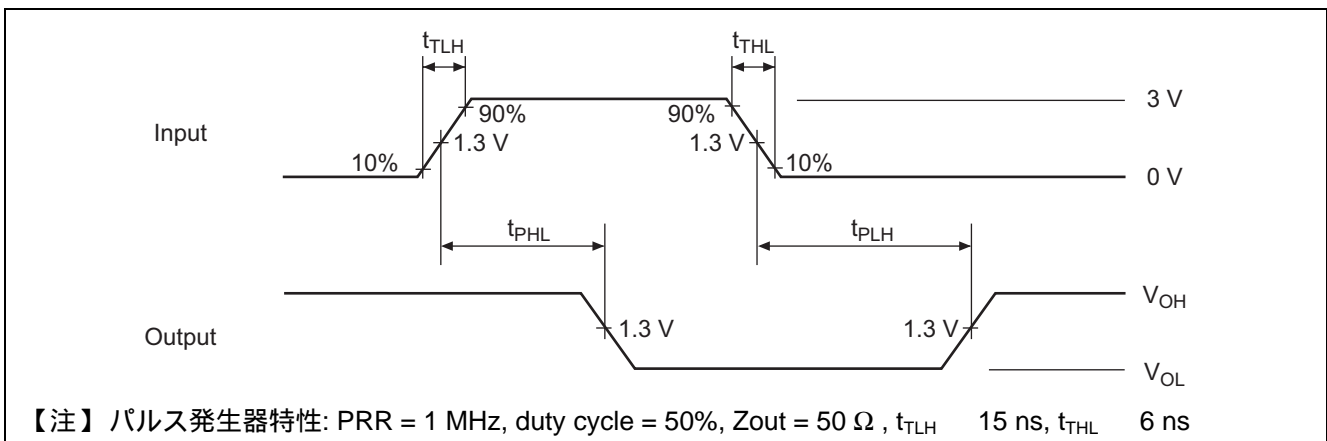 tTLH
tTHL
Input
90%
90%
3 V
1.3 V
1.3 V
10%
10%
0 V
tPHL
tPLH
VOH
Output
1.3 V
1.3 V
VOL
【注】 パルス発生器特性: PRR = 1 MHz, duty cycle = 50%, Zout = 50 Ω , tTLH 15 ns, tTHL 6 ns